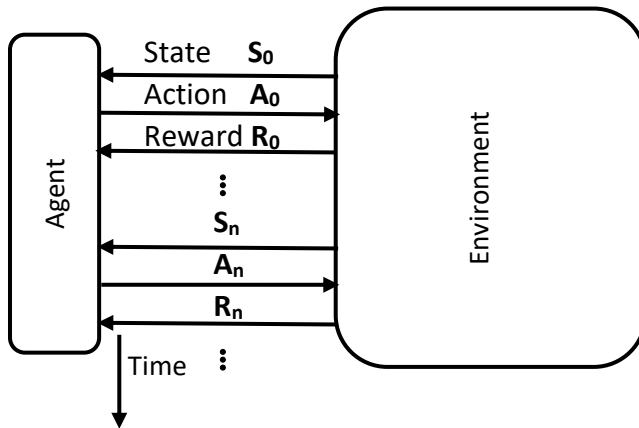 State S₀
Action A₀
Reward R₀
⋮
Sₙ
Aₙ
Rₙ
⋮
Time
Agent
Environment